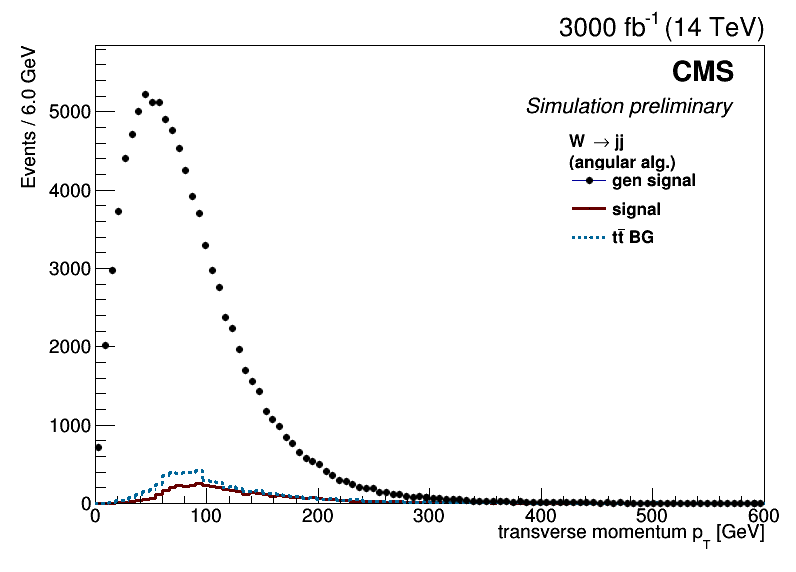 3000 fb⁻¹ (14 TeV)
CMS
Simulation preliminary
W → jj
(angular alg.)
gen signal
signal
tt̄ BG
Events / 6.0 GeV
5000
4000
3000
2000
1000
0
0 100 200 300 400 500 600
transverse momentum p_T [GeV]